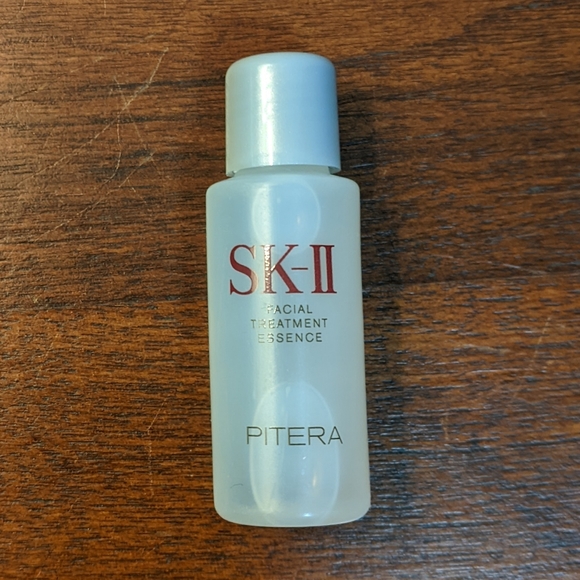 SK-II
FACIAL
TREATMENT
ESSENCE
PITERA